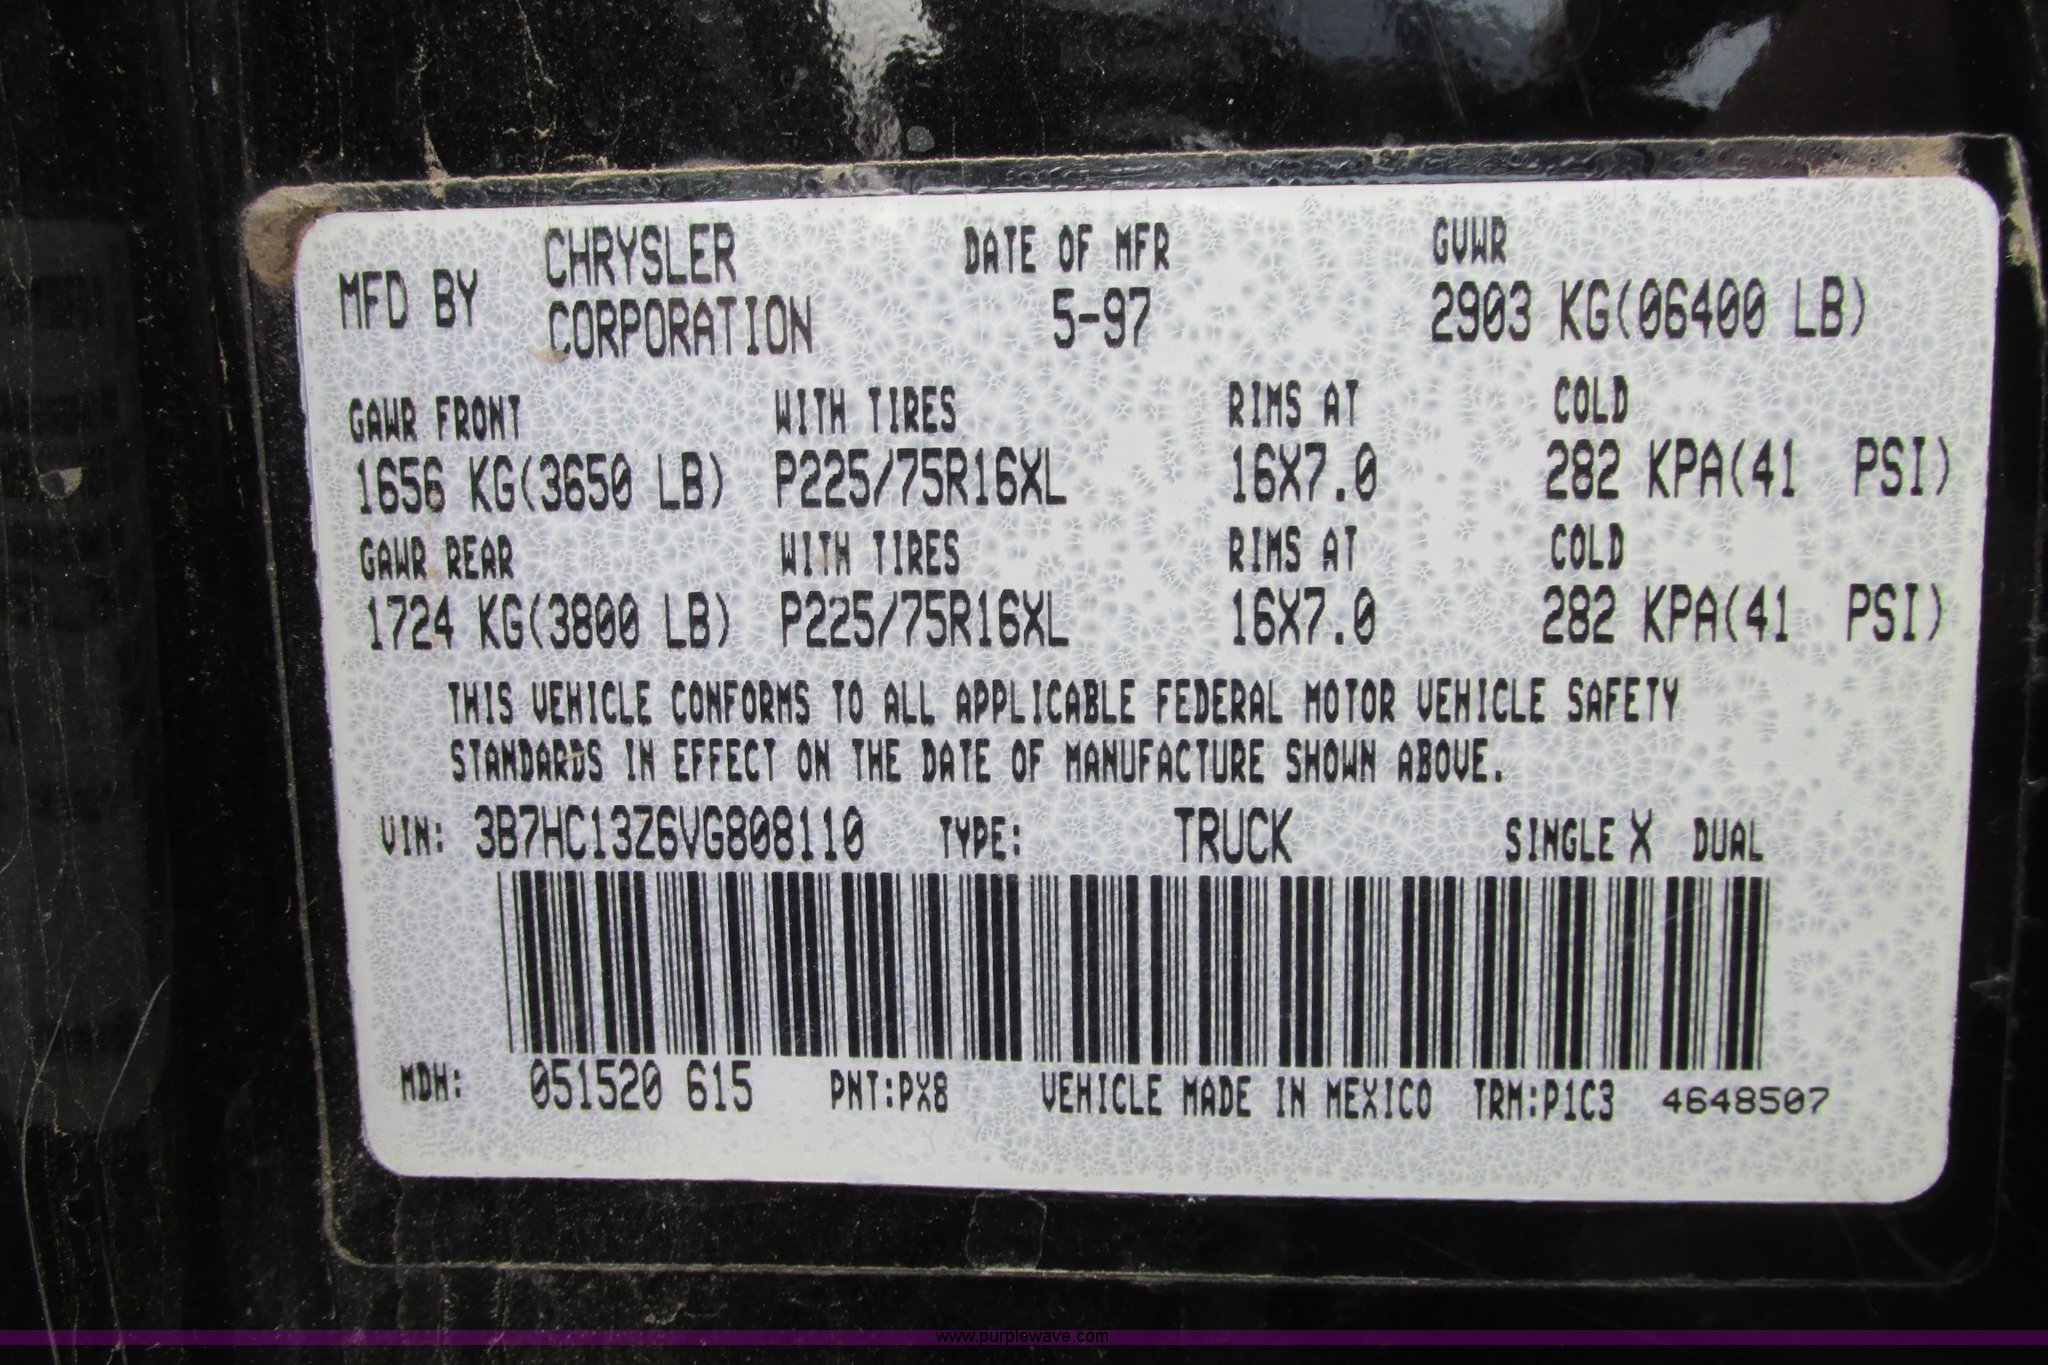 MFD BY CHRYSLER CORPORATION DATE OF MFR 5-97 GVWR 2903 KG(06400 LB)
GAWR FRONT WITH TIRES RIMS AT COLD
1656 KG(3650 LB) P225/75R16XL 16X7.0 282 KPA(41 PSI)
GAWR REAR WITH TIRES RIMS AT COLD
1724 KG(3800 LB) P225/75R16XL 16X7.0 282 KPA(41 PSI)
THIS VEHICLE CONFORMS TO ALL APPLICABLE FEDERAL MOTOR VEHICLE SAFETY
STANDARDS IN EFFECT ON THE DATE OF MANUFACTURE SHOWN ABOVE.
VIN: 3B7HC13Z6VG808110 TYPE: TRUCK SINGLE X DUAL
MDH: 051520 615 PNT:PX8 VEHICLE MADE IN MEXICO TRM:P1C3 4648507
www.purplewave.com